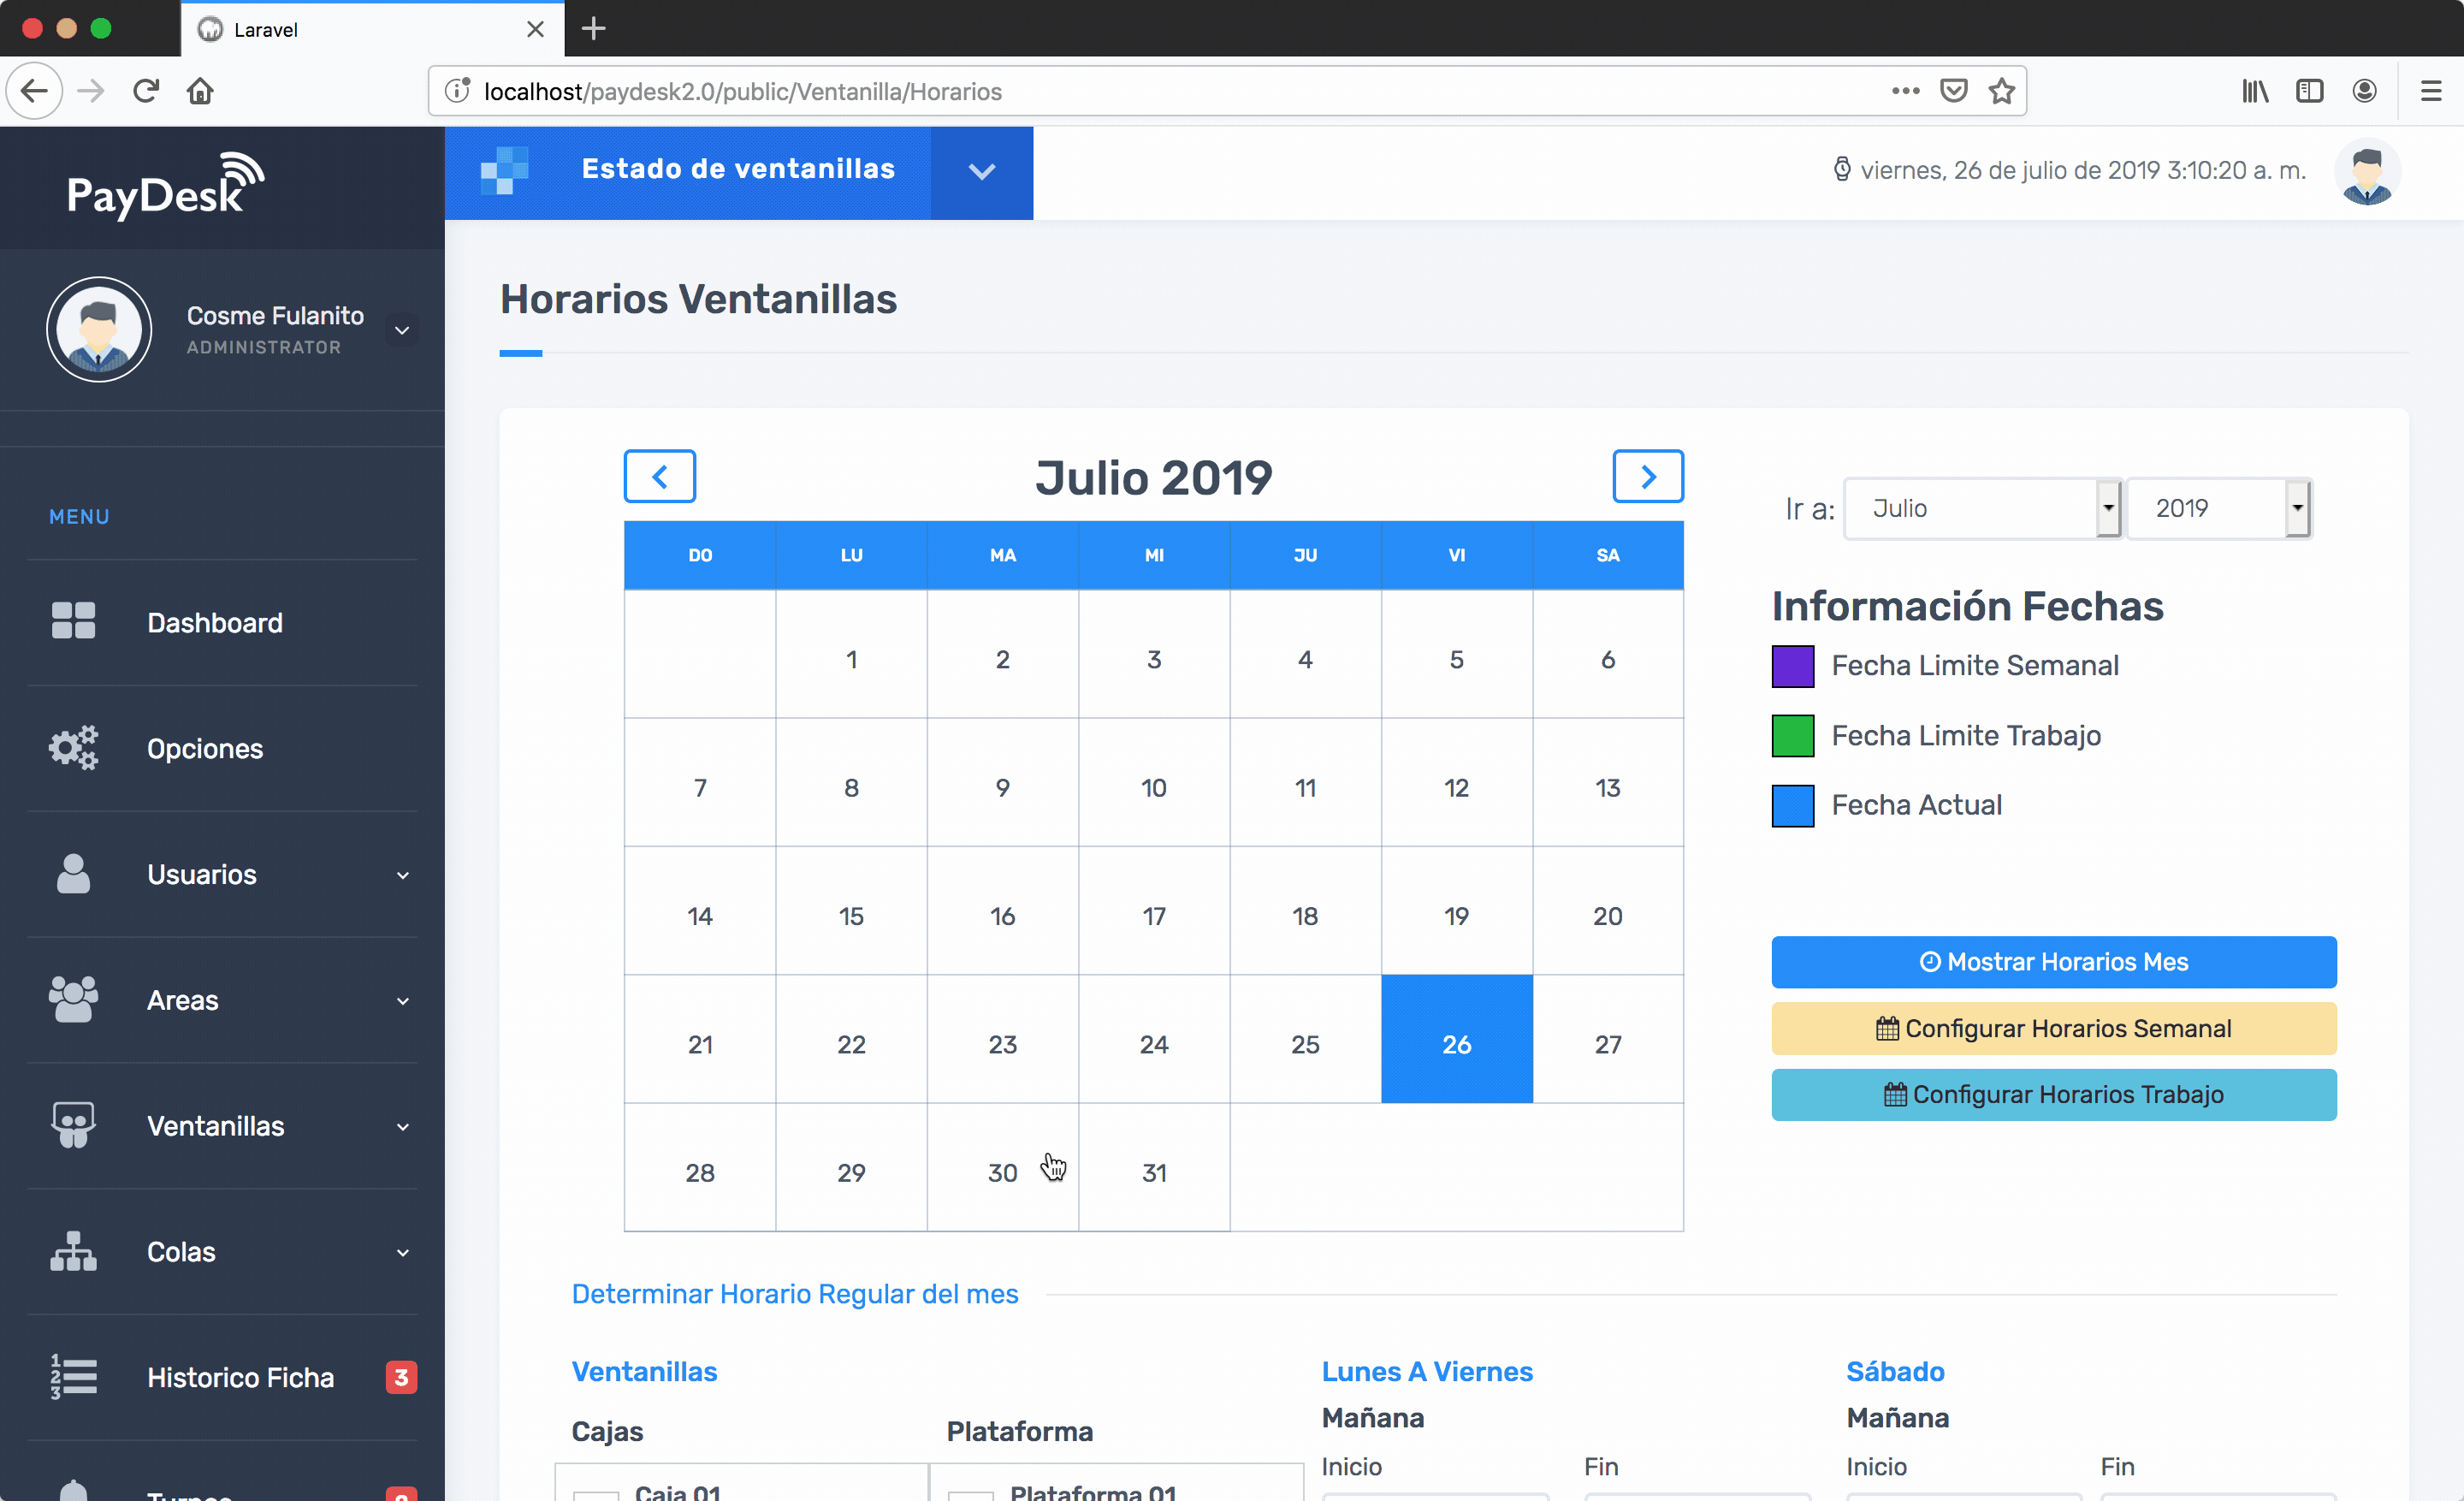 Laravel
localhost/paydesk2.0/public/Ventanilla/Horarios
PayDesk
Estado de ventanillas
viernes, 26 de julio de 2019 3:10:20 a. m.
Cosme Fulanito
ADMINISTRATOR
MENU
Dashboard
Opciones
Usuarios
Areas
Ventanillas
Colas
Historico Ficha 3
Horarios Ventanillas
Julio 2019
DO LU MA MI JU VI SA
1 2 3 4 5 6
7 8 9 10 11 12 13
14 15 16 17 18 19 20
21 22 23 24 25 26 27
28 29 30 31
Ir a: Julio 2019
Información Fechas
Fecha Limite Semanal
Fecha Limite Trabajo
Fecha Actual
Mostrar Horarios Mes
Configurar Horarios Semanal
Configurar Horarios Trabajo
Determinar Horario Regular del mes
Ventanillas
Cajas Plataforma
Caja 01 Plataforma 01
Lunes A Viernes
Mañana
Inicio Fin
Sábado
Mañana
Inicio Fin